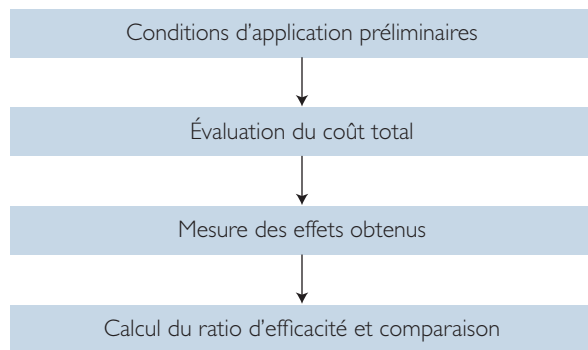 Conditions d’application préliminaires
Évaluation du coût total
Mesure des effets obtenus
Calcul du ratio d’efficacité et comparaison